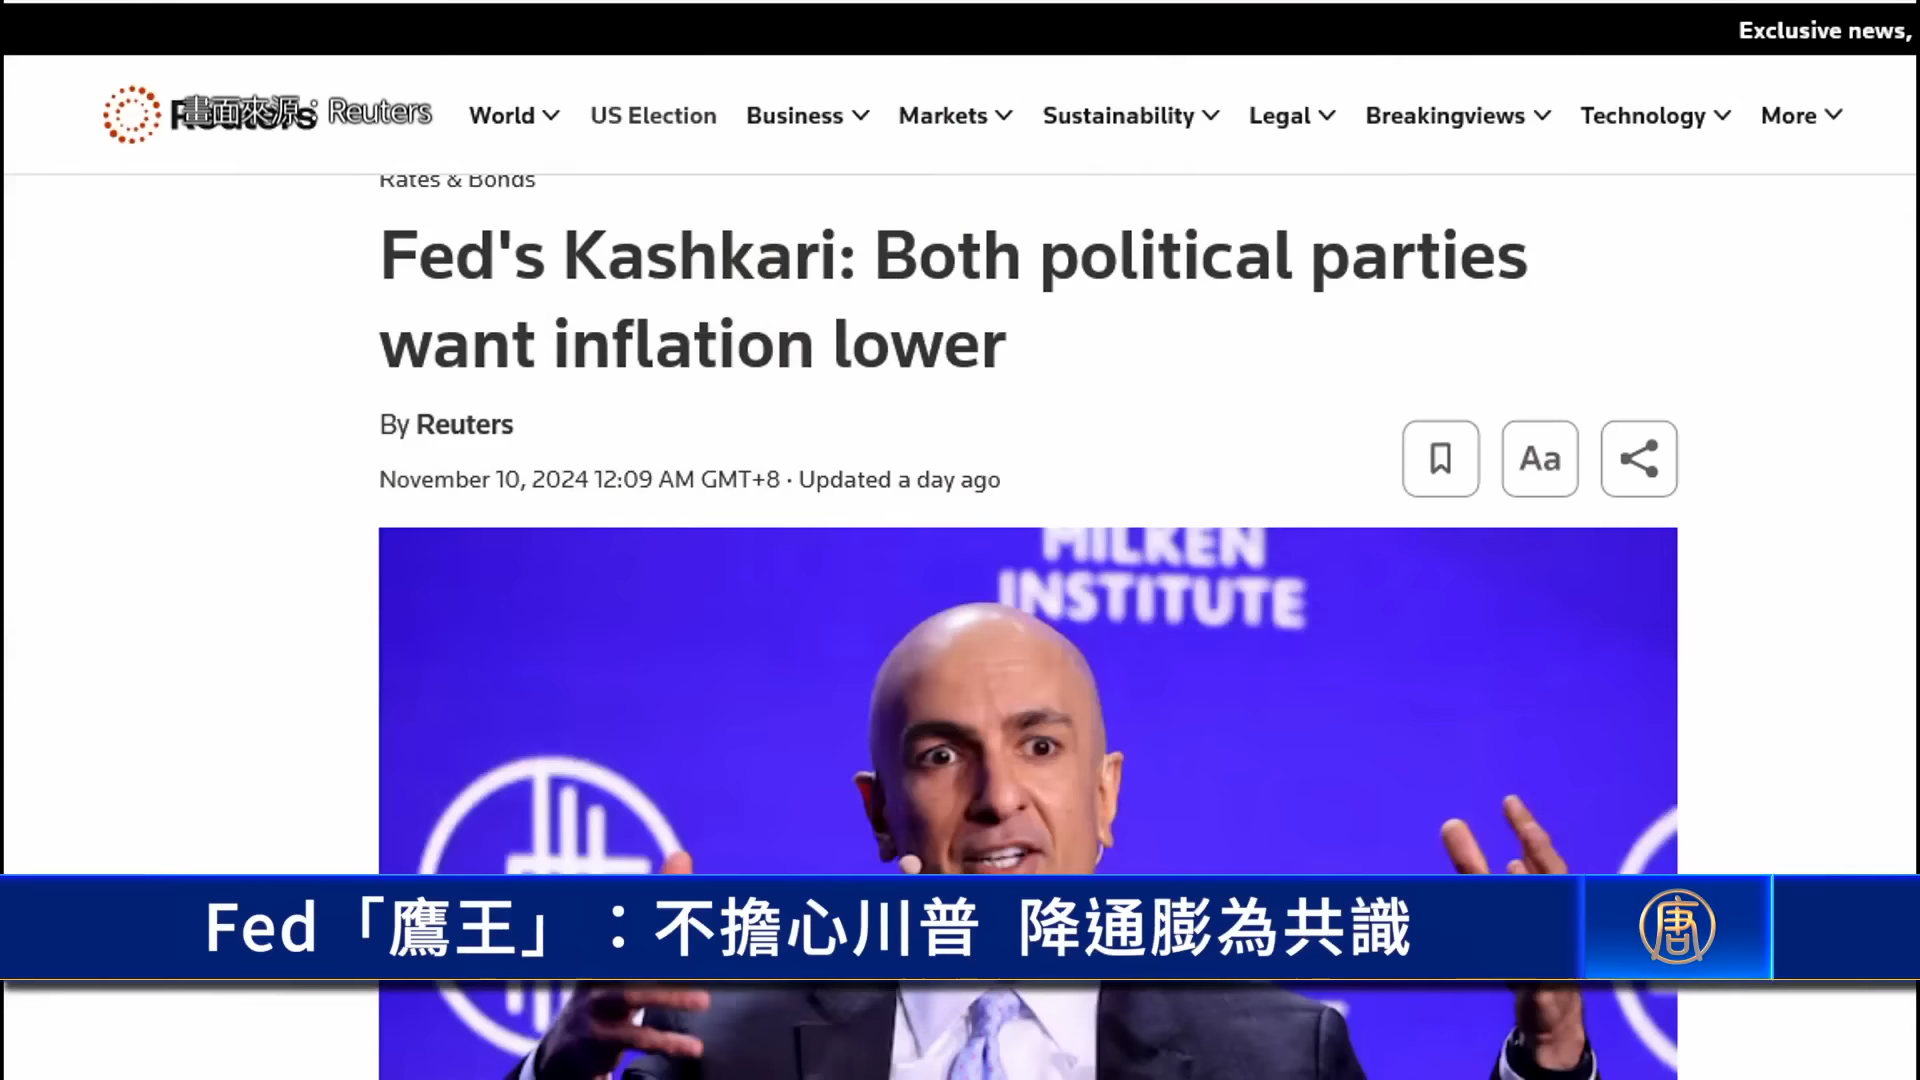 Exclusive news,
Reuters 畫面來源：Reuters
World US Election Business Markets Sustainability Legal Breakingviews Technology More
Rates & Bonds
Fed's Kashkari: Both political parties
want inflation lower
By Reuters
November 10, 2024 12:09 AM GMT+8 · Updated a day ago
Aa
MILKEN
INSTITUTE
Fed「鷹王」：不擔心川普 降通膨為共識
唐